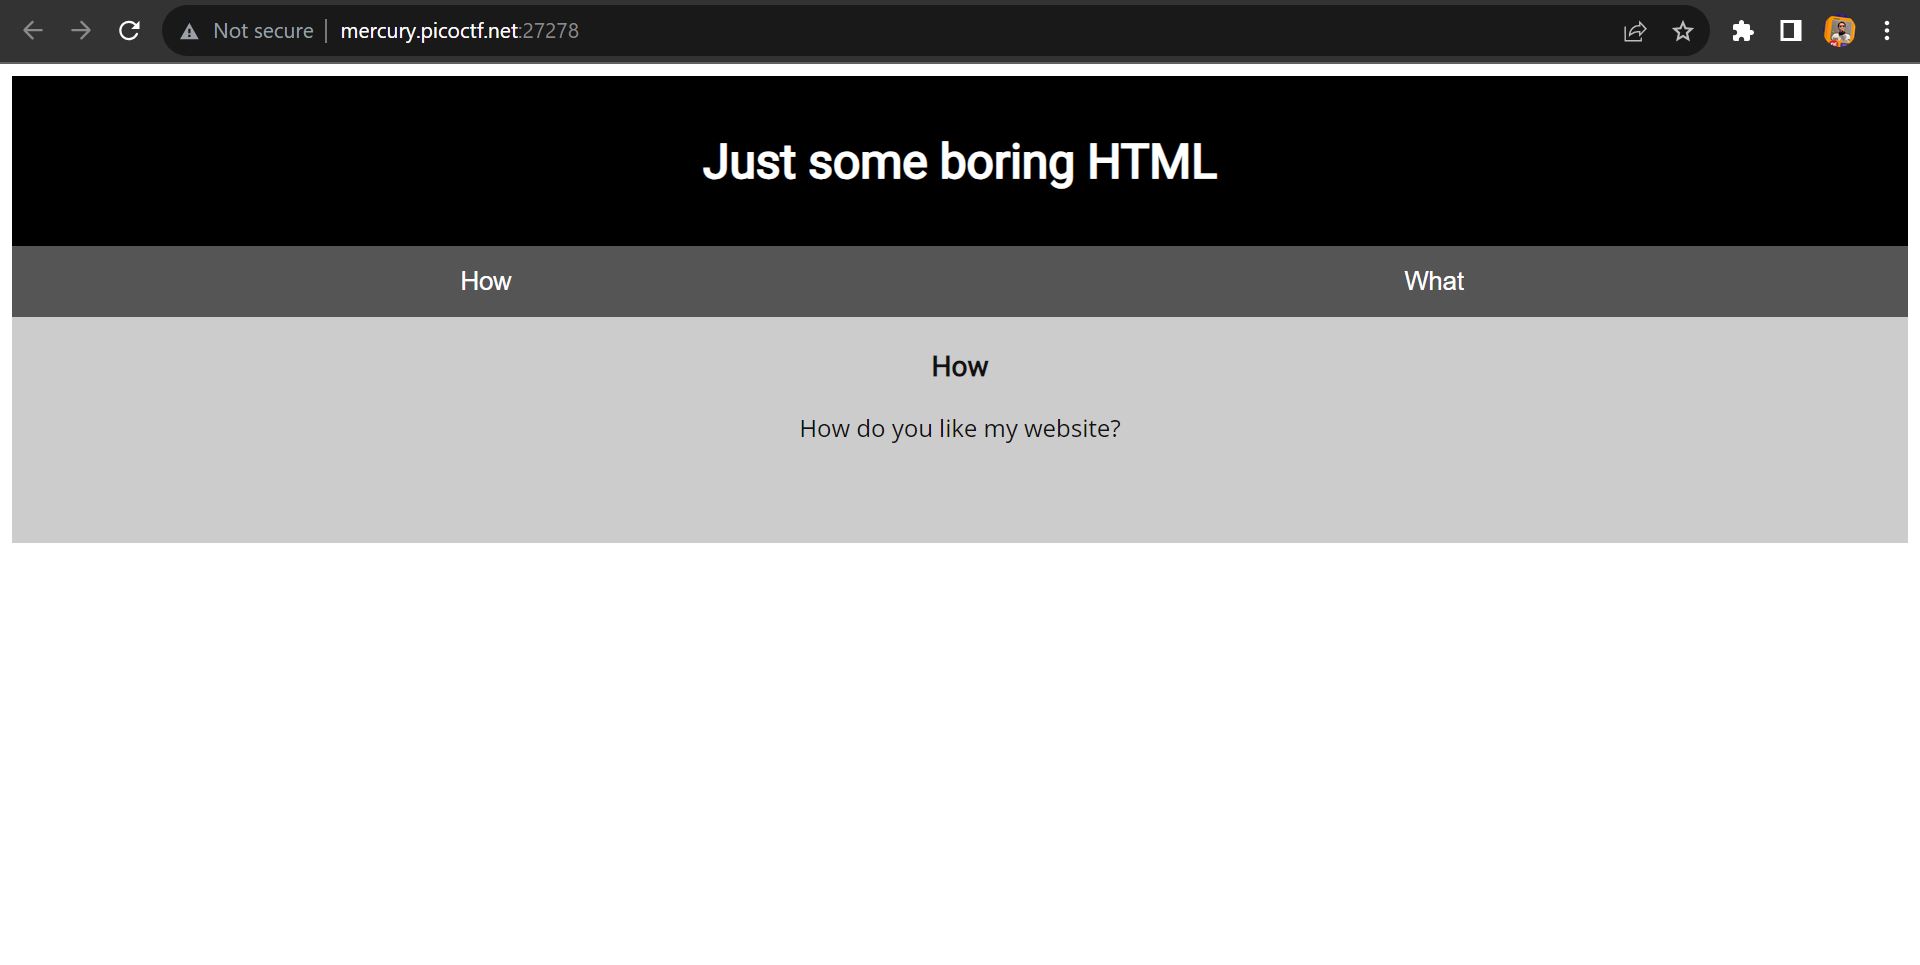 Not secure | mercury.picoctf.net:27278
Just some boring HTML
How What
How
How do you like my website?